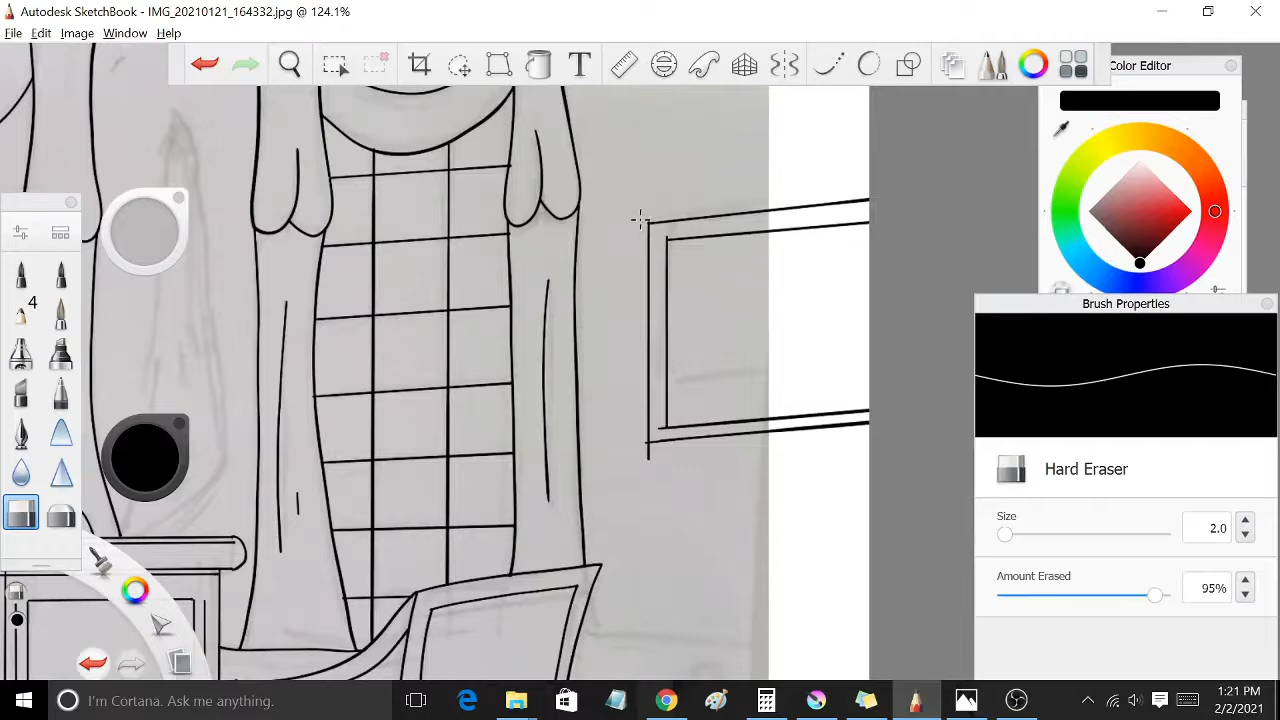 Autodesk SketchBook - IMG_20210121_164332.jpg @ 124.1%
File Edit Image Window Help
T
Color Editor
4
Brush Properties
Hard Eraser
Size
2.0
Amount Erased
95%
I'm Cortana. Ask me anything.
1:21 PM
2/2/2021